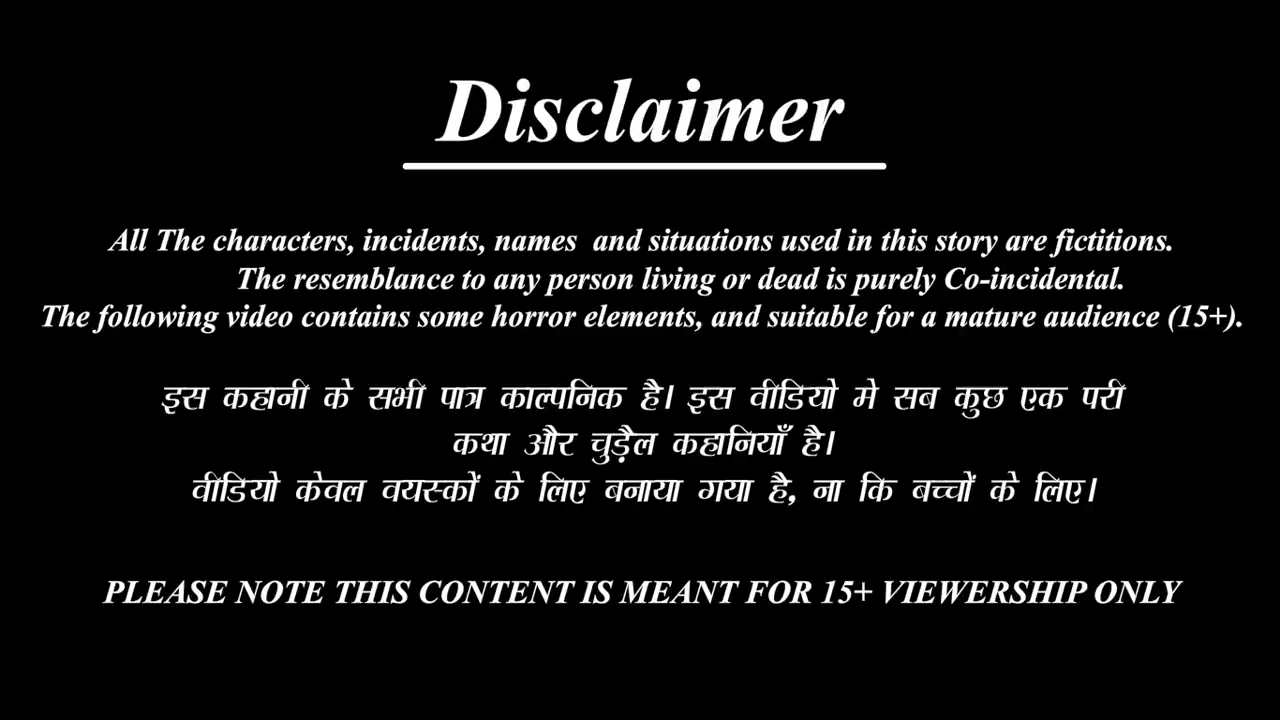 Disclaimer
All The characters, incidents, names and situations used in this story are fictitions.
The resemblance to any person living or dead is purely Co-incidental.
The following video contains some horror elements, and suitable for a mature audience (15+).
इस कहानी के सभी पात्र काल्पनिक है। इस वीडियो मे सब कुछ एक परी
कथा और चुड़ैल कहानियाँ है।
वीडियो केवल वयस्कों के लिए बनाया गया है, ना कि बच्चों के लिए।
PLEASE NOTE THIS CONTENT IS MEANT FOR 15+ VIEWERSHIP ONLY